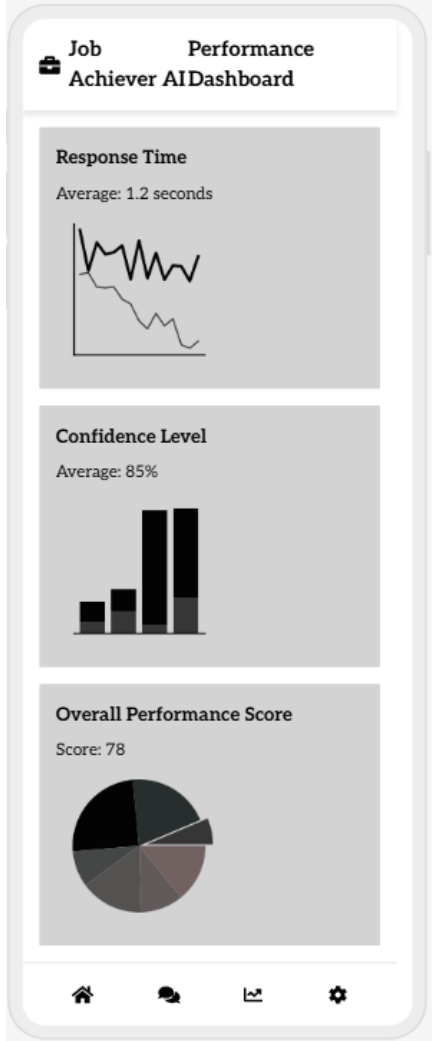 Job Performance
Achiever AI Dashboard
Response Time
Average: 1.2 seconds
Confidence Level
Average: 85%
Overall Performance Score
Score: 78